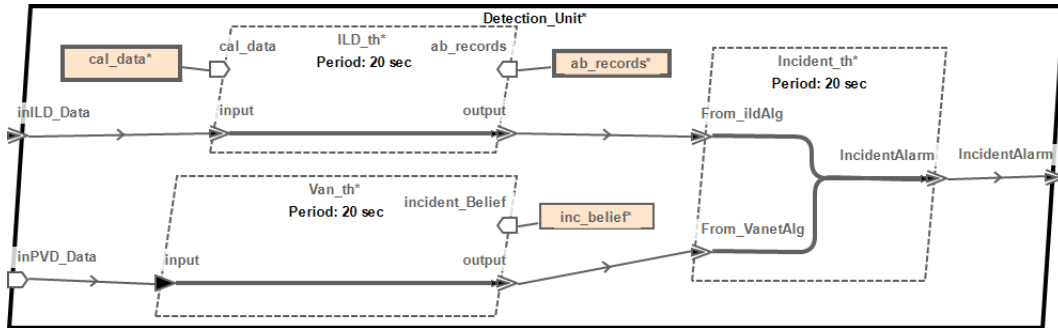 Detection_Unit*
cal_data*
cal_data
ILD_th*
Period: 20 sec
ab_records
ab_records*
Incident_th*
Period: 20 sec
inILD_Data
input
output
From_ildAlg
IncidentAlarm
IncidentAlarm
Van_th*
Period: 20 sec
incident_Belief
inc_belief*
From_VanetAlg
inPVD_Data
input
output